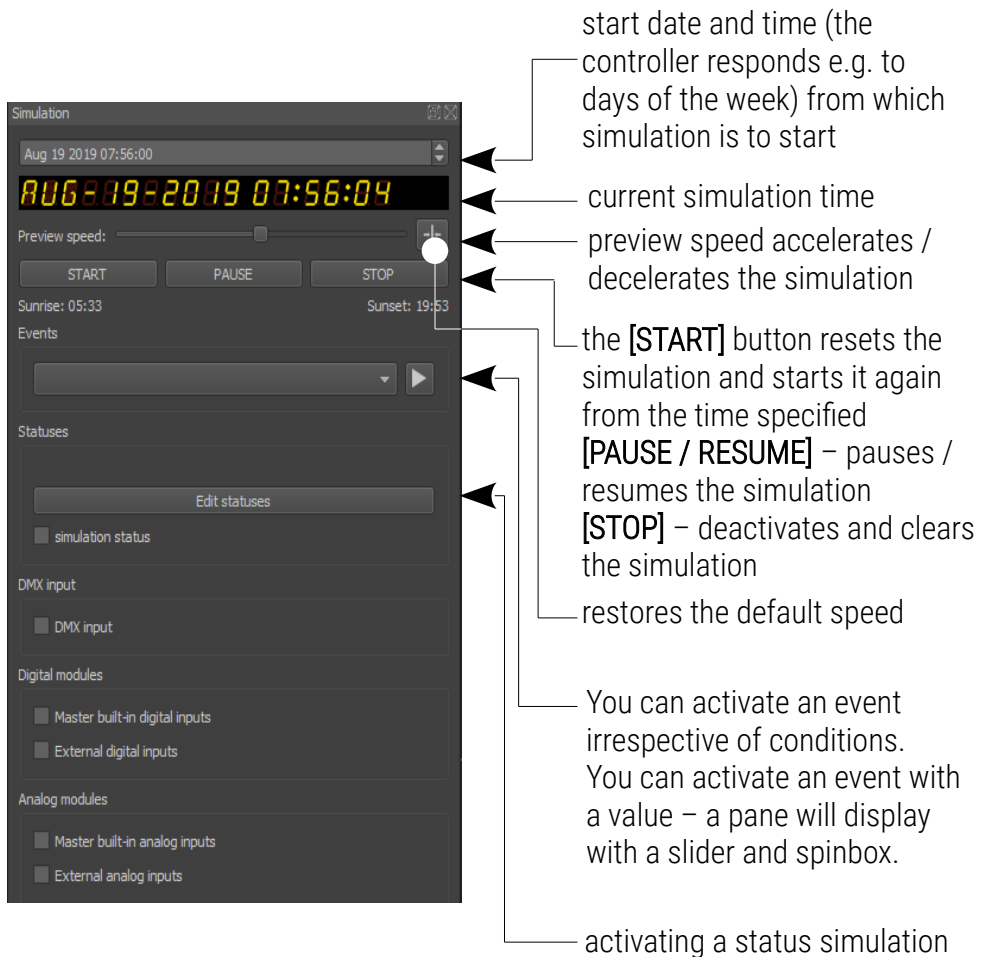 start date and time (the
controller responds e.g. to
days of the week) from which
simulation is to start
Simulation
Aug 19 2019 07:56:00
AUG-19-2019 07:56:04
current simulation time
Preview speed:
preview speed accelerates /
decelerates the simulation
START PAUSE STOP
Sunrise: 05:33 Sunset: 19:53
the [START] button resets the
simulation and starts it again
from the time specified
[PAUSE / RESUME] – pauses /
resumes the simulation
[STOP] – deactivates and clears
the simulation
Events
Statuses
Edit statuses
simulation status
restores the default speed
DMX input
DMX input
Digital modules
Master built-in digital inputs
External digital inputs
You can activate an event
irrespective of conditions.
You can activate an event with
a value – a pane will display
with a slider and spinbox.
Analog modules
Master built-in analog inputs
External analog inputs
activating a status simulation